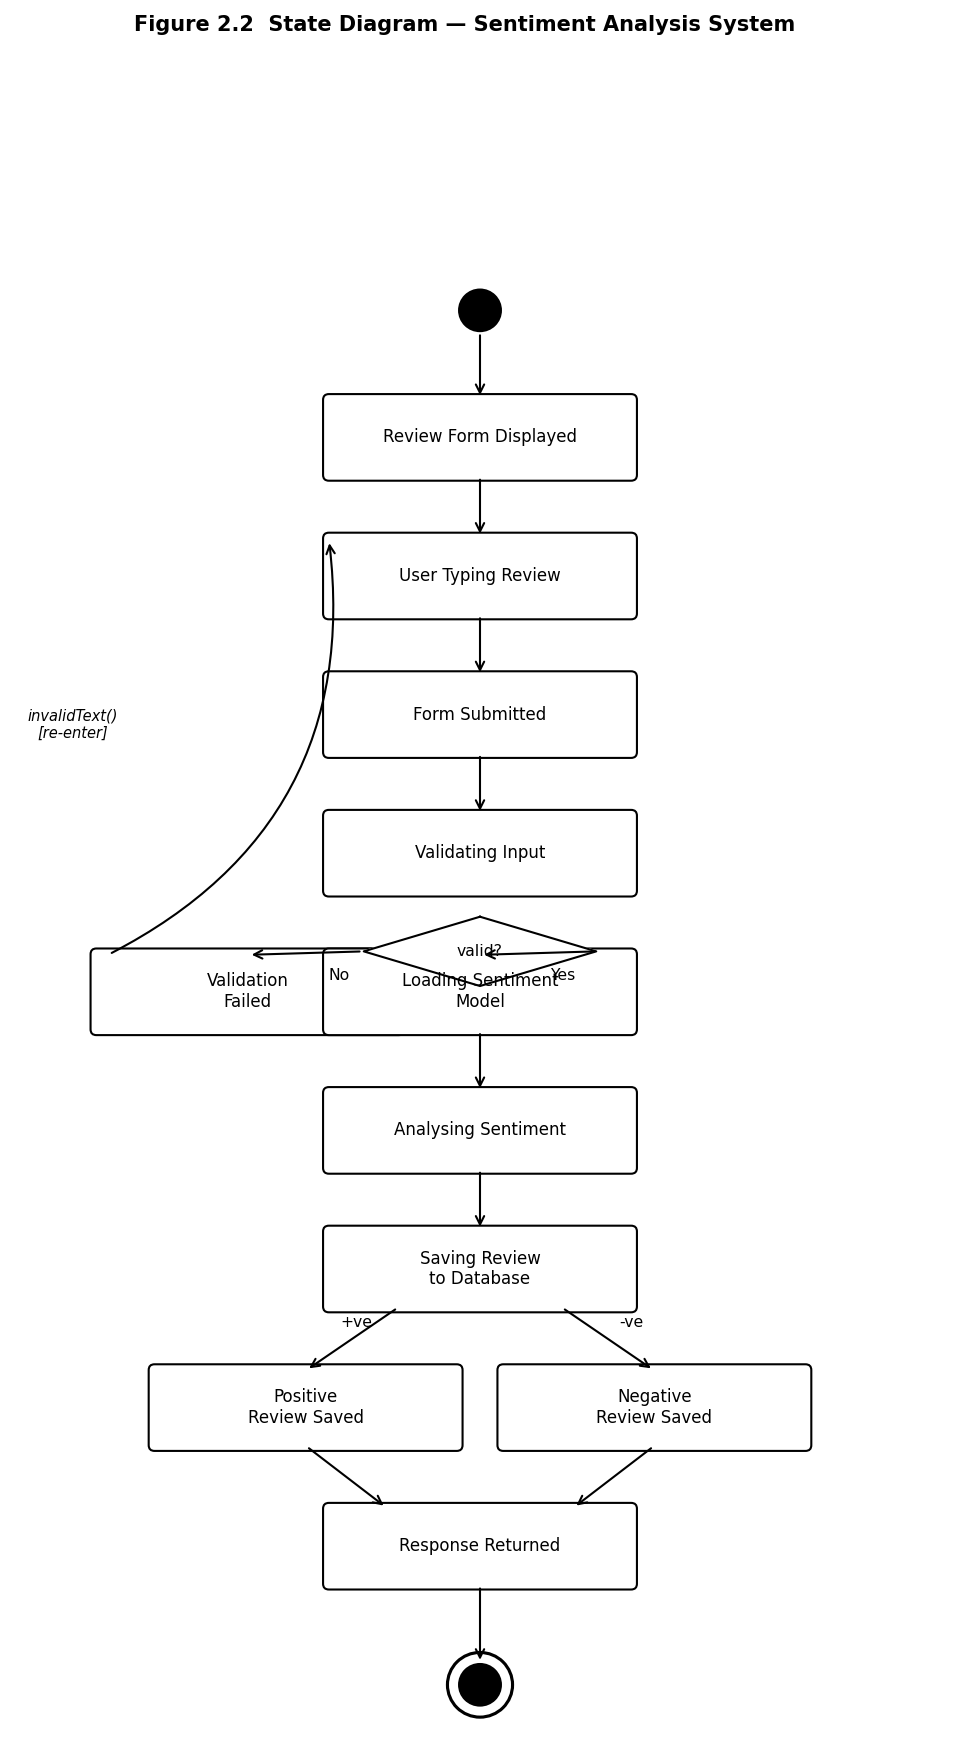 Figure 2.2  State Diagram — Sentiment Analysis System
Review Form Displayed
User Typing Review
invalidText()
[re-enter]
Form Submitted
Validating Input
valid?
No
Yes
Validation
Failed
Loading Sentiment
Model
Analysing Sentiment
Saving Review
to Database
+ve
-ve
Positive
Review Saved
Negative
Review Saved
Response Returned